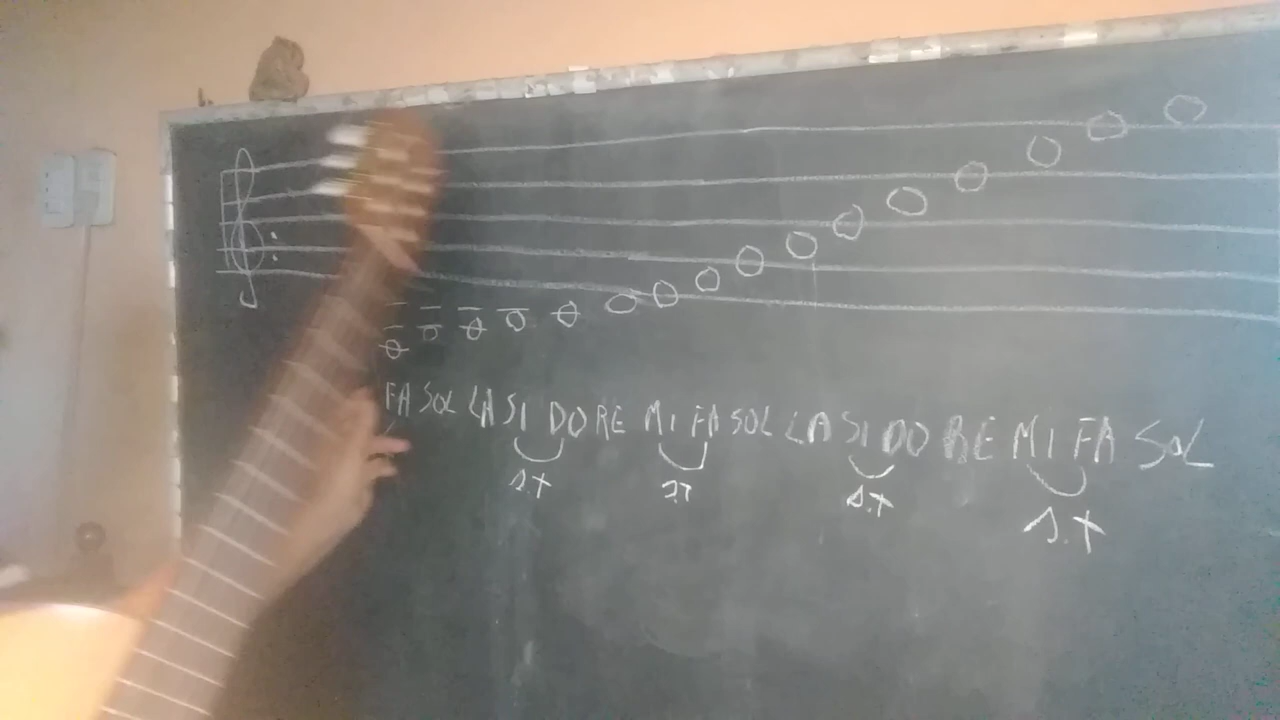 FA SOL LA SI DO RE MI FA SOL LA SI DO RE MI FA SOL
S.T S.T S.T S.T